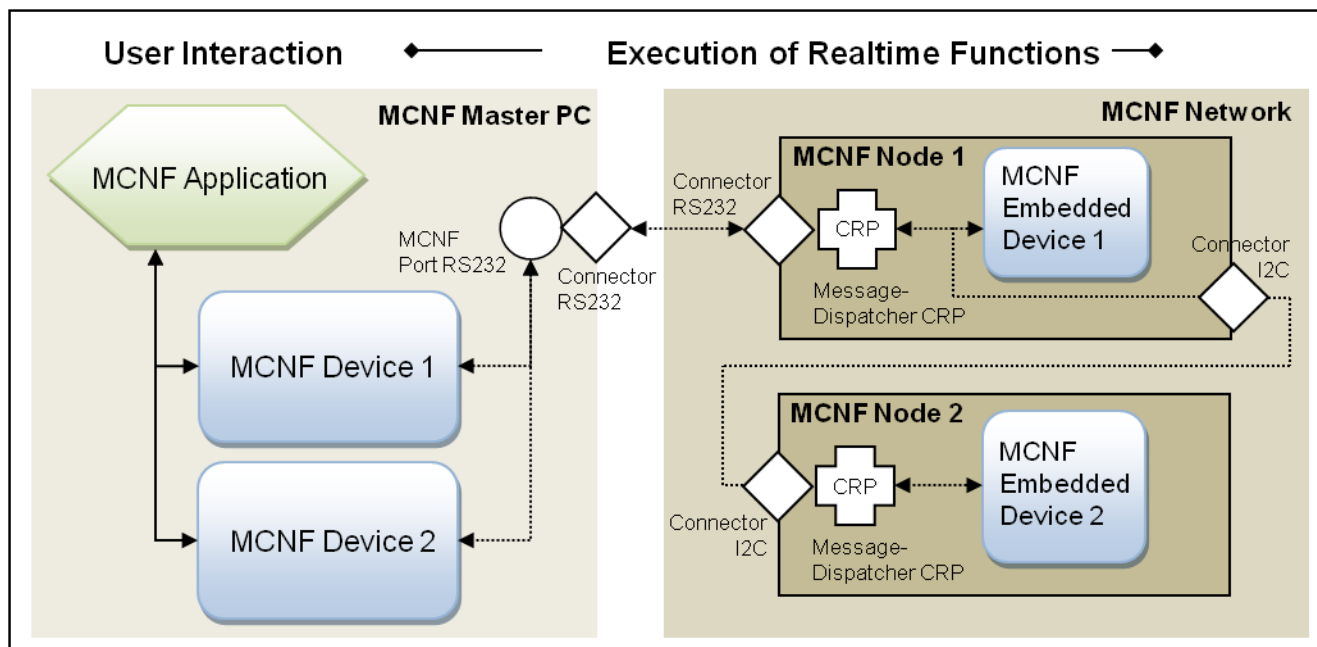 User Interaction
Execution of Realtime Functions
MCNF Master PC
MCNF Application
MCNF
Port RS232
Connector
RS232
MCNF Device 1
MCNF Device 2
MCNF Network
MCNF Node 1
Connector
RS232
CRP
Message-
Dispatcher CRP
MCNF
Embedded
Device 1
Connector
I2C
MCNF Node 2
Connector
I2C
CRP
Message-
Dispatcher CRP
MCNF
Embedded
Device 2